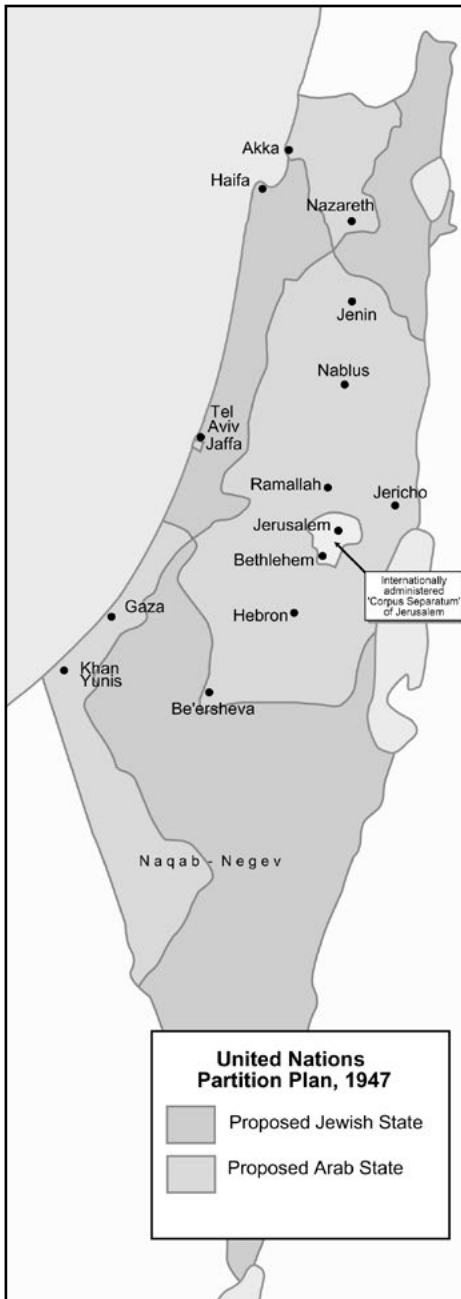 Akka
Haifa
Nazareth
Jenin
Nablus
Tel
Aviv
Jaffa
Ramallah
Jericho
Jerusalem
Bethlehem
Internationally
administered
'Corpus Separatum'
of Jerusalem
Gaza
Hebron
Khan
Yunis
Be'ersheva
Naqab - Negev
United Nations
Partition Plan, 1947
Proposed Jewish State
Proposed Arab State